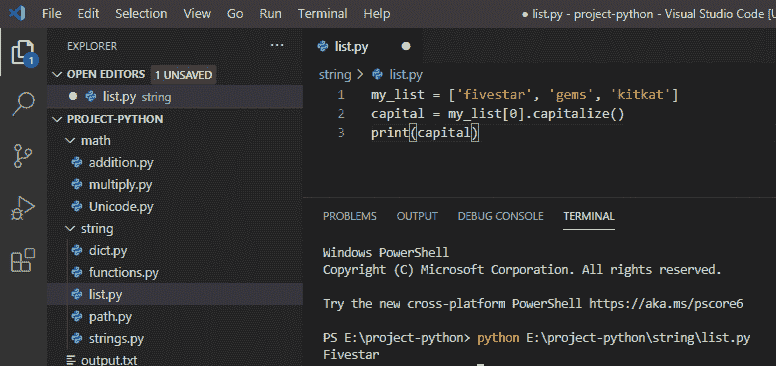 File Edit Selection View Go Run Terminal Help
● list.py - project-python - Visual Studio Code [U
EXPLORER ...
OPEN EDITORS 1 UNSAVED
● list.py string
PROJECT-PYTHON
math
addition.py
multiply.py
Unicode.py
string
dict.py
functions.py
list.py
path.py
strings.py
output.txt
1
list.py ●
string > list.py
1 my_list = ['fivestar', 'gems', 'kitkat']
2 capital = my_list[0].capitalize()
3 print(capital)
PROBLEMS OUTPUT DEBUG CONSOLE TERMINAL
Windows PowerShell
Copyright (C) Microsoft Corporation. All rights reserved.
Try the new cross-platform PowerShell https://aka.ms/pscore6
PS E:\project-python> python E:\project-python\string\list.py
Fivestar